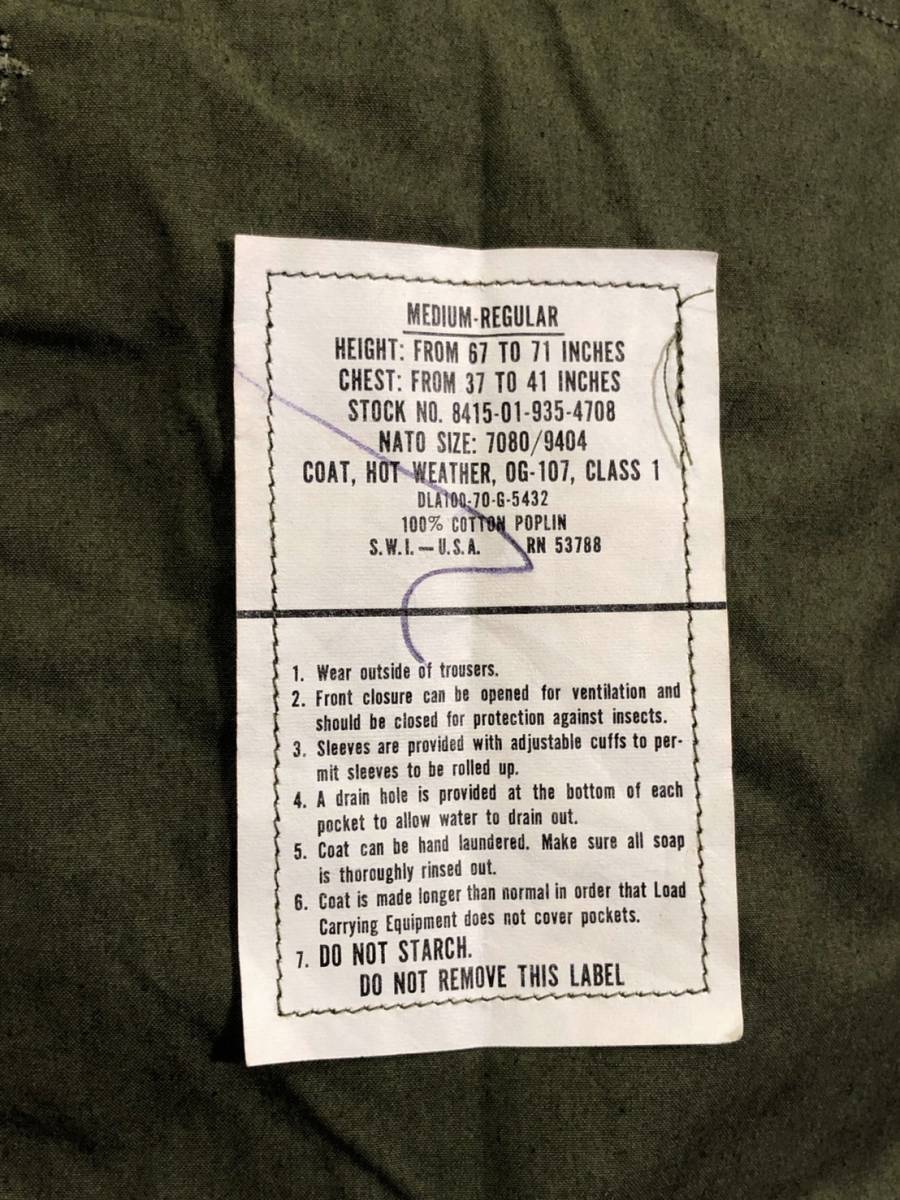 MEDIUM-REGULAR
HEIGHT: FROM 67 TO 71 INCHES
CHEST: FROM 37 TO 41 INCHES
STOCK NO. 8415-01-935-4708
NATO SIZE: 7080/9404
COAT, HOT WEATHER, OG-107, CLASS 1
DLA100-70-G-5432
100% COTTON POPLIN
S.W.I.—U.S.A. RN 53788
1. Wear outside of trousers.
2. Front closure can be opened for ventilation and
should be closed for protection against insects.
3. Sleeves are provided with adjustable cuffs to per-
mit sleeves to be rolled up.
4. A drain hole is provided at the bottom of each
pocket to allow water to drain out.
5. Coat can be hand laundered. Make sure all soap
is thoroughly rinsed out.
6. Coat is made longer than normal in order that Load
Carrying Equipment does not cover pockets.
7. DO NOT STARCH.
DO NOT REMOVE THIS LABEL